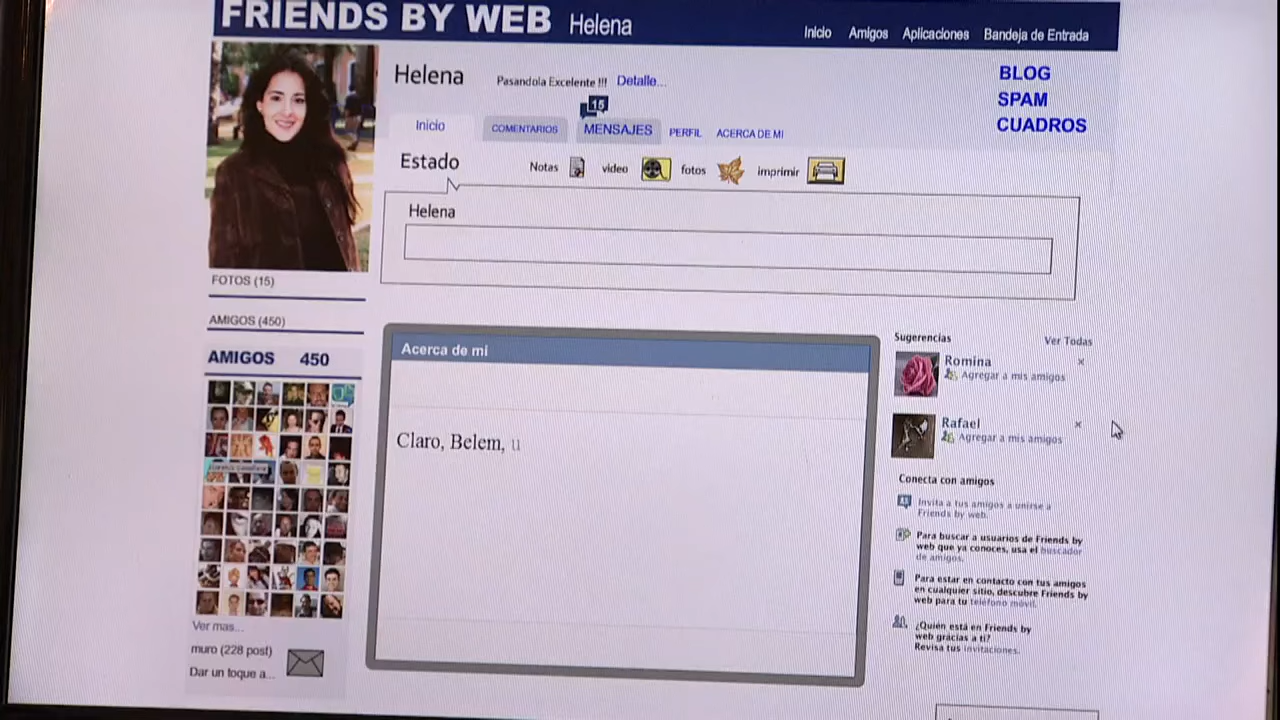 FRIENDS BY WEB Helena
Inicio Amigos Aplicaciones Bandeja de Entrada
Helena Pasandola Excelente !!! Detalle...
BLOG
SPAM
CUADROS
15
Inicio COMENTARIOS MENSAJES PERFIL ACERCA DE MI
Estado Notas video fotos imprimir
Helena
FOTOS (15)
AMIGOS (450)
AMIGOS 450
Ver mas...
muro (228 post)
Dar un toque a...
Acerca de mi
Claro, Belem, u
Sugerencias Ver Todas
Romina
Agregar a mis amigos
Rafael
Agregar a mis amigos
Conecta con amigos
Invita a tus amigos a unirse a
Friends by web.
Para buscar a usuarios de Friends by
web que ya conoces, usa el buscador
de amigos.
Para estar en contacto con tus amigos
en cualquier sitio, descubre Friends by
web para tu teléfono móvil.
¿Quién está en Friends by
web gracias a ti?
Revisa tus invitaciones.